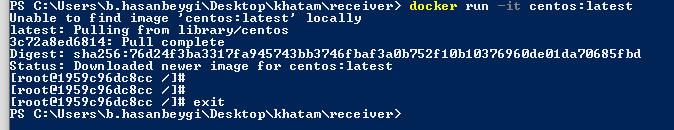 PS C:\Users\b.hasanbeygi\Desktop\khatam\receiver> docker run -it centos:latest
Unable to find image 'centos:latest' locally
latest: Pulling from library/centos
3c72a8ed6814: Pull complete
Digest: sha256:76d24f3ba3317fa945743bb3746fbaf3a0b752f10b10376960de01da70685fbd
Status: Downloaded newer image for centos:latest
[root@1959c96dc8cc /]#
[root@1959c96dc8cc /]#
[root@1959c96dc8cc /]# exit
PS C:\Users\b.hasanbeygi\Desktop\khatam\receiver>